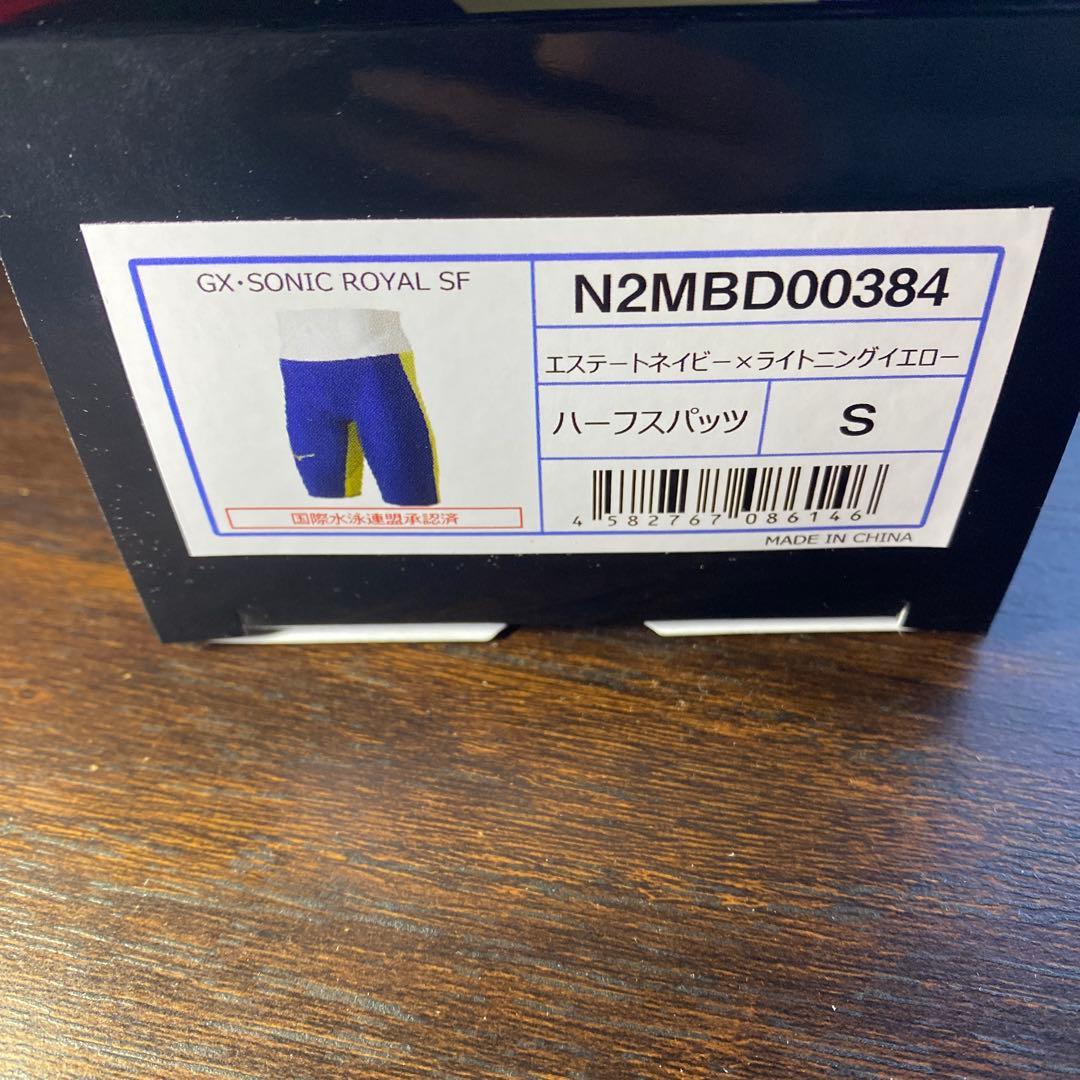 GX・SONIC ROYAL SF
国際水泳連盟承認済
N2MBD00384
エステートネイビー×ライトニングイエロー
ハーフスパッツ
S
4 582767 086146
MADE IN CHINA